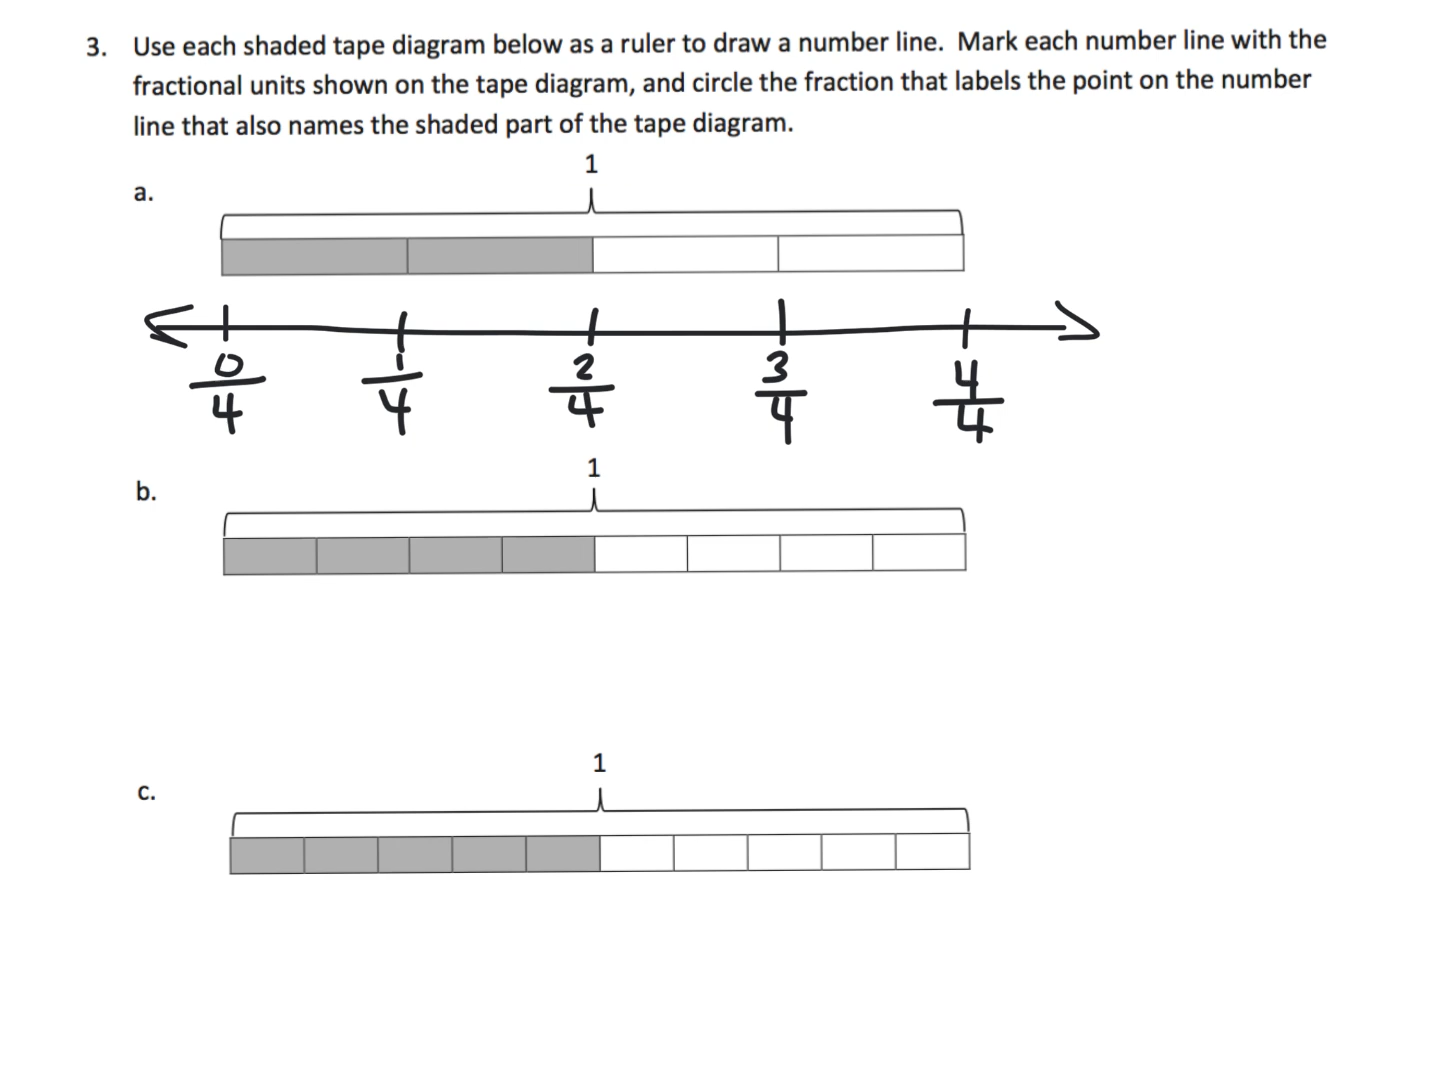 3. Use each shaded tape diagram below as a ruler to draw a number line. Mark each number line with the
fractional units shown on the tape diagram, and circle the fraction that labels the point on the number
line that also names the shaded part of the tape diagram.
1
a.
0/4 1/4 2/4 3/4 4/4
1
b.
1
c.